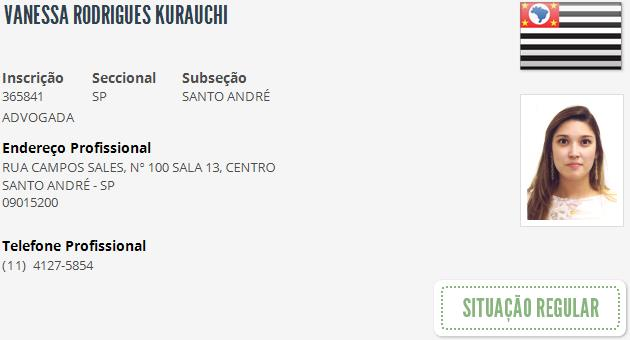 VANESSA RODRIGUES KURAUCHI
Inscrição Seccional Subseção
365841 SP SANTO ANDRÉ
ADVOGADA
Endereço Profissional
RUA CAMPOS SALES, Nº 100 SALA 13, CENTRO
SANTO ANDRÉ - SP
09015200
Telefone Profissional
(11) 4127-5854
SITUAÇÃO REGULAR